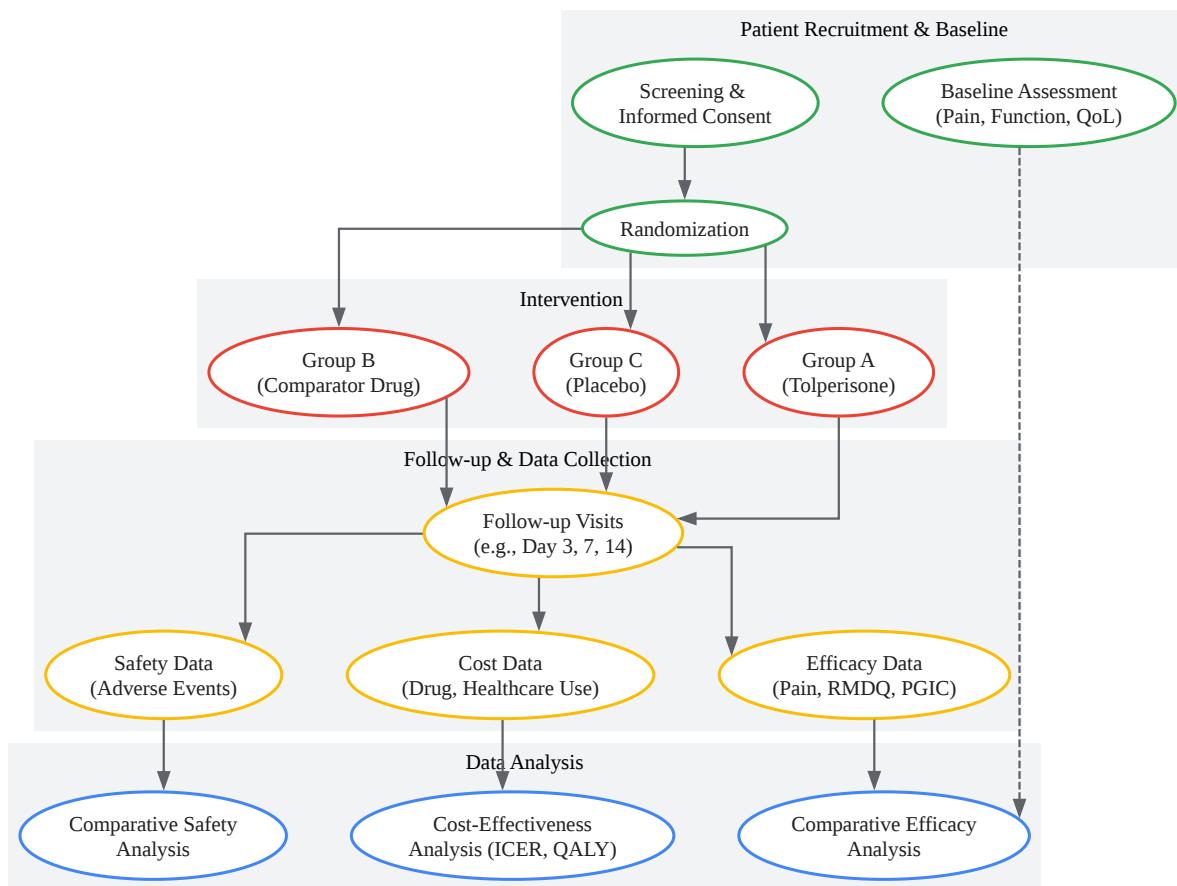 Patient Recruitment & Baseline
Screening &
Informed Consent
Baseline Assessment
(Pain, Function, QoL)
Randomization
Intervention
Group B
(Comparator Drug)
Group C
(Placebo)
Group A
(Tolperisone)
Follow-up & Data Collection
Follow-up Visits
(e.g., Day 3, 7, 14)
Safety Data
(Adverse Events)
Cost Data
(Drug, Healthcare Use)
Efficacy Data
(Pain, RMDQ, PGIC)
Data Analysis
Comparative Safety
Analysis
Cost-Effectiveness
Analysis (ICER, QALY)
Comparative Efficacy
Analysis